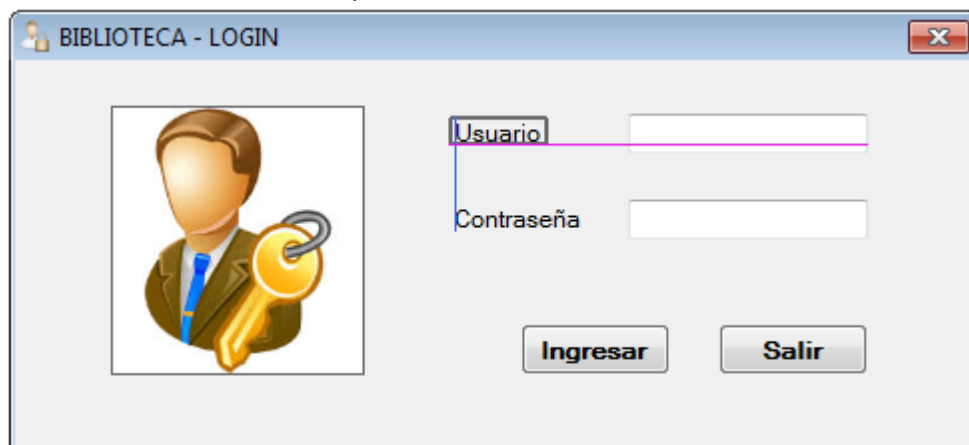 BIBLIOTECA - LOGIN
Usuario
Contraseña
Ingresar
Salir